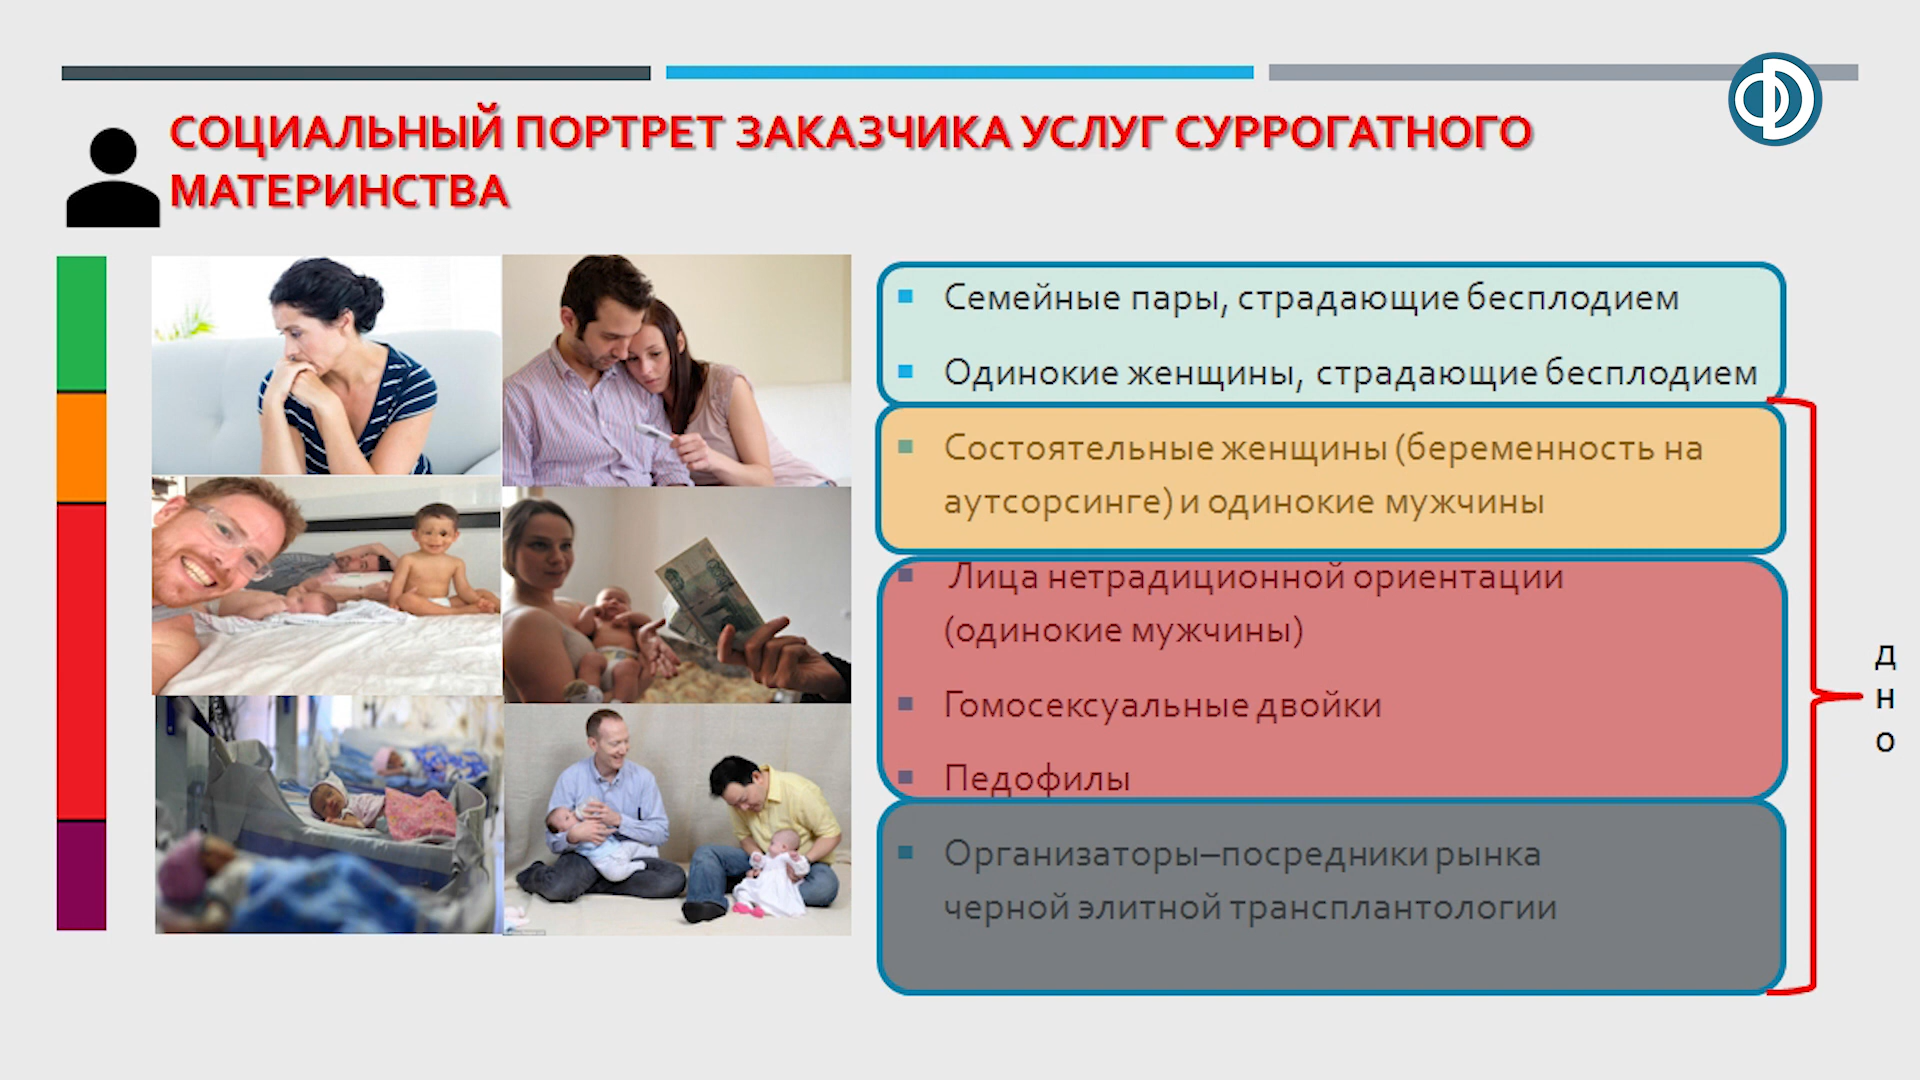 СОЦИАЛЬНЫЙ ПОРТРЕТ ЗАКАЗЧИКА УСЛУГ СУРРОГАТНОГО
МАТЕРИНСТВА
Семейные пары, страдающие бесплодием
Одинокие женщины, страдающие бесплодием
Состоятельные женщины (беременность на
аутсорсинге) и одинокие мужчины
Лица нетрадиционной ориентации
(одинокие мужчины)
Гомосексуальные двойки
Педофилы
Организаторы–посредники рынка
черной элитной трансплантологии
Д
Н
О